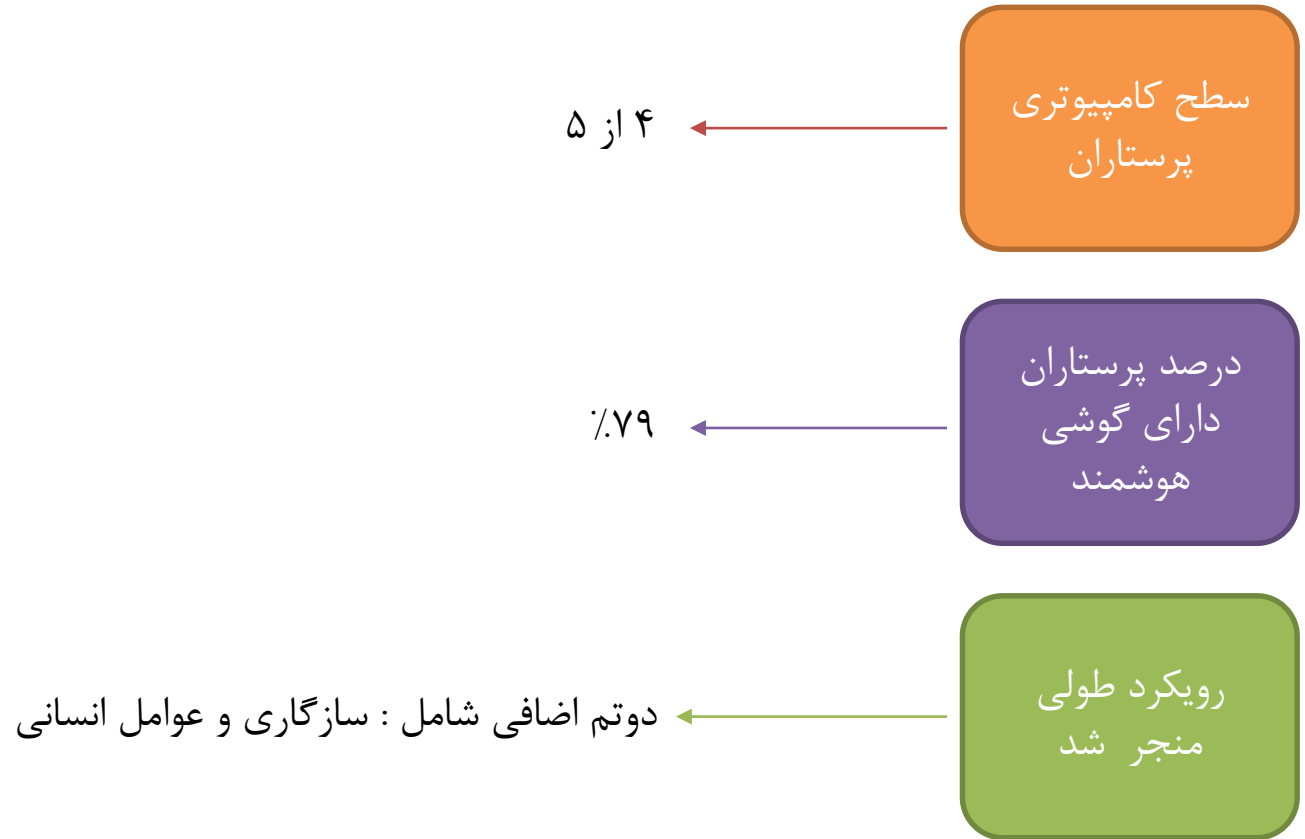 سطح کامپیوتری
پرستاران
۴ از ۵
درصد پرستاران
دارای گوشی
هوشمند
۷۹٪
رویکرد طولی
منجر شد
دوتم اضافی شامل : سازگاری و عوامل انسانی